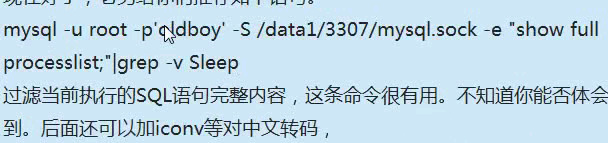 mysql -u root -p'oldboy' -S /data1/3307/mysql.sock -e "show full
processlist;"|grep -v Sleep
过滤当前执行的SQL语句完整内容，这条命令很有用。不知道你能否体会
到。后面还可以加iconv等对中文转码，